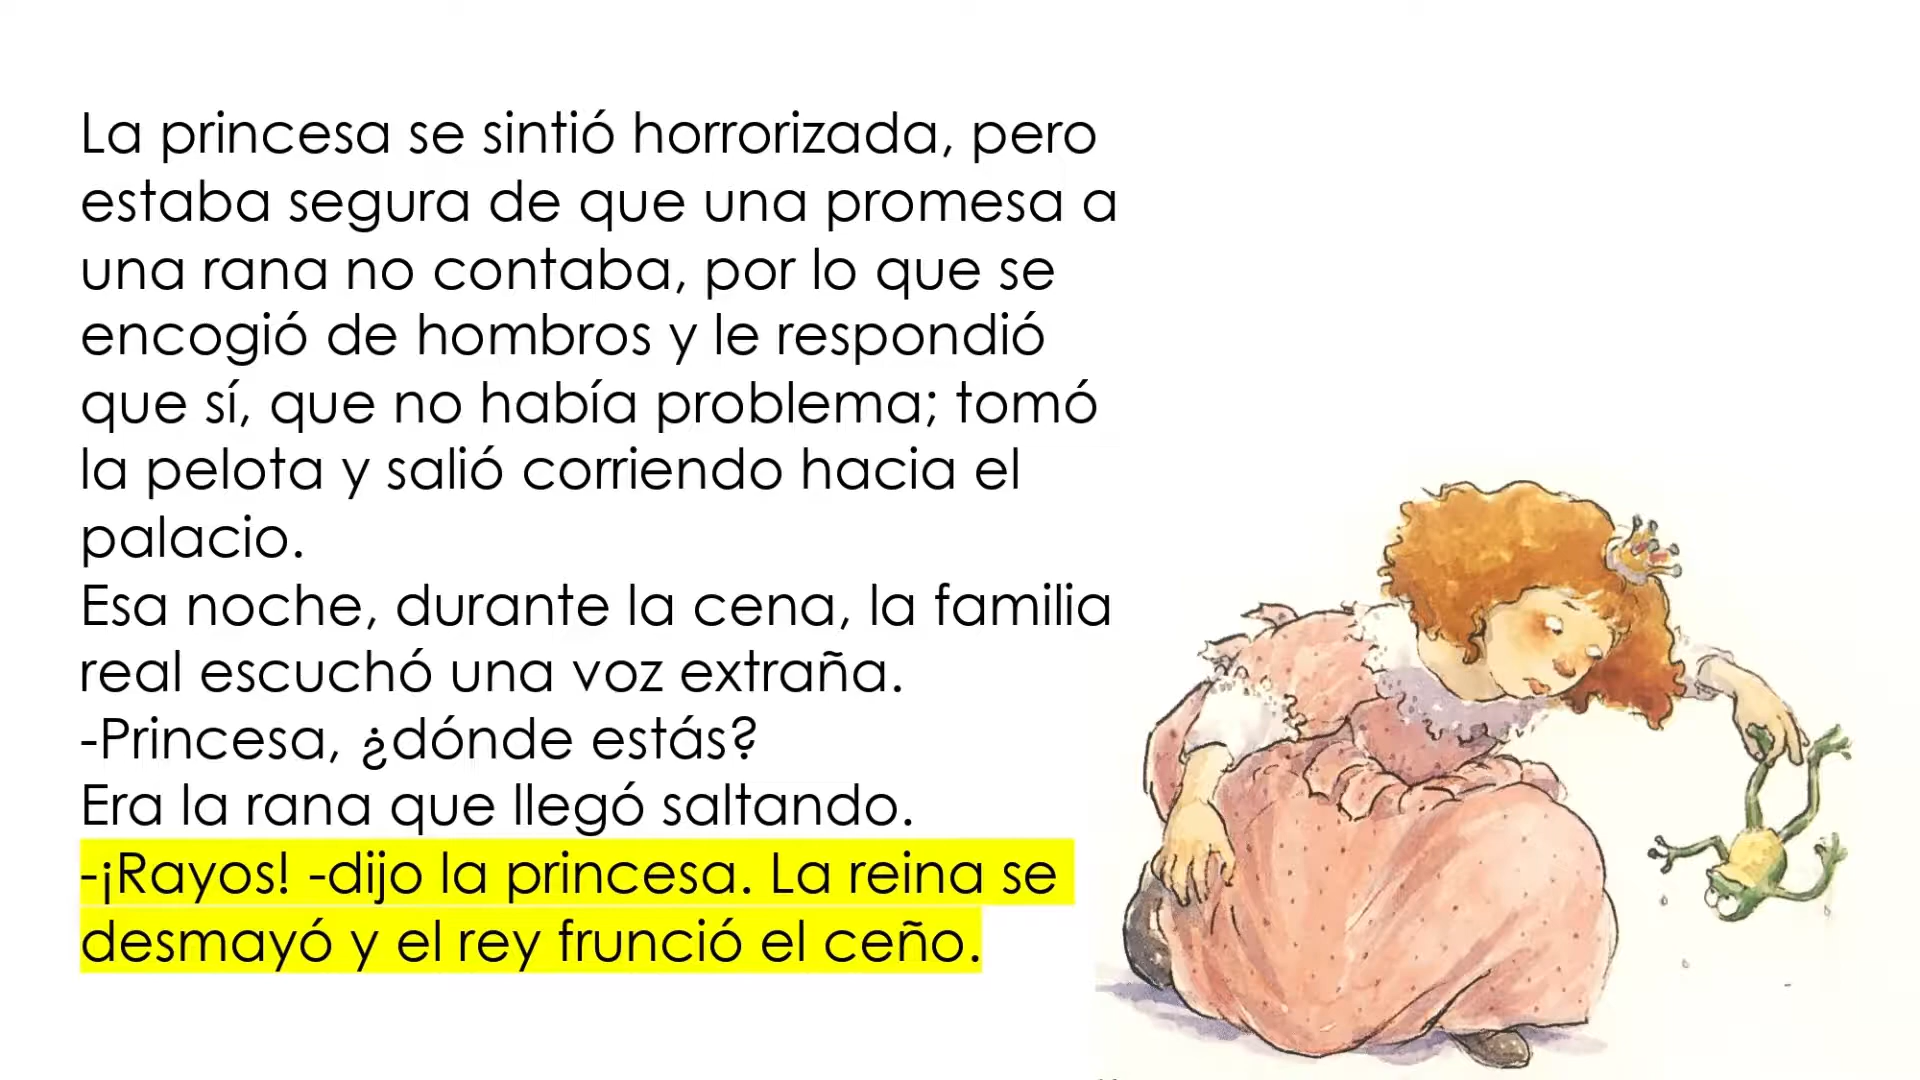 La princesa se sintió horrorizada, pero
estaba segura de que una promesa a
una rana no contaba, por lo que se
encogió de hombros y le respondió
que sí, que no había problema; tomó
la pelota y salió corriendo hacia el
palacio.
Esa noche, durante la cena, la familia
real escuchó una voz extraña.
-Princesa, ¿dónde estás?
Era la rana que llegó saltando.
-¡Rayos! -dijo la princesa. La reina se
desmayó y el rey frunció el ceño.